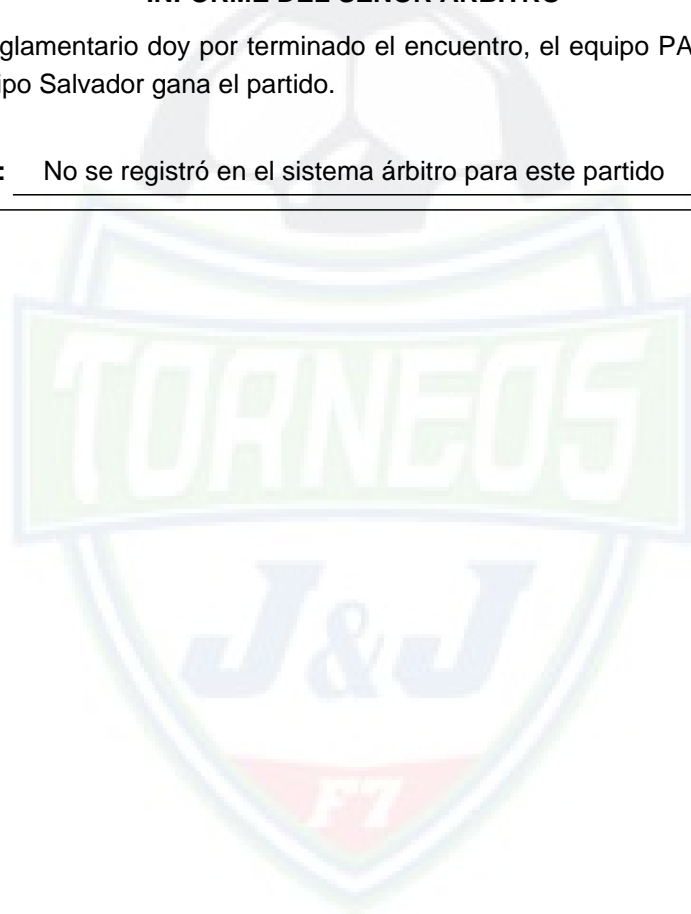 INFORME DEL SEÑOR ÁRBITRO
glamentario doy por terminado el encuentro, el equipo PA
ipo Salvador gana el partido.
: No se registró en el sistema árbitro para este partido
TORNEOS
J&J
F7